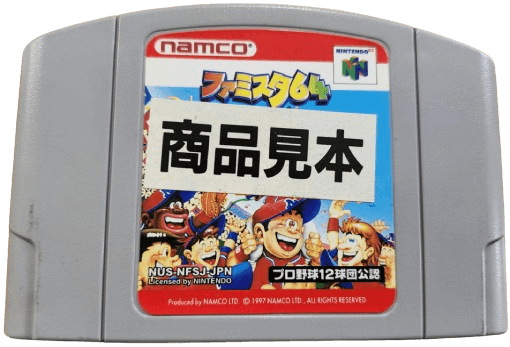 namco
NINTENDO
N64
ファミスタ64
商品見本
NUS-NFSJ-JPN
Licensed by NINTENDO
プロ野球12球団公認
Produced by NAMCO LTD. © 1997 NAMCO LTD., ALL RIGHTS RESERVED